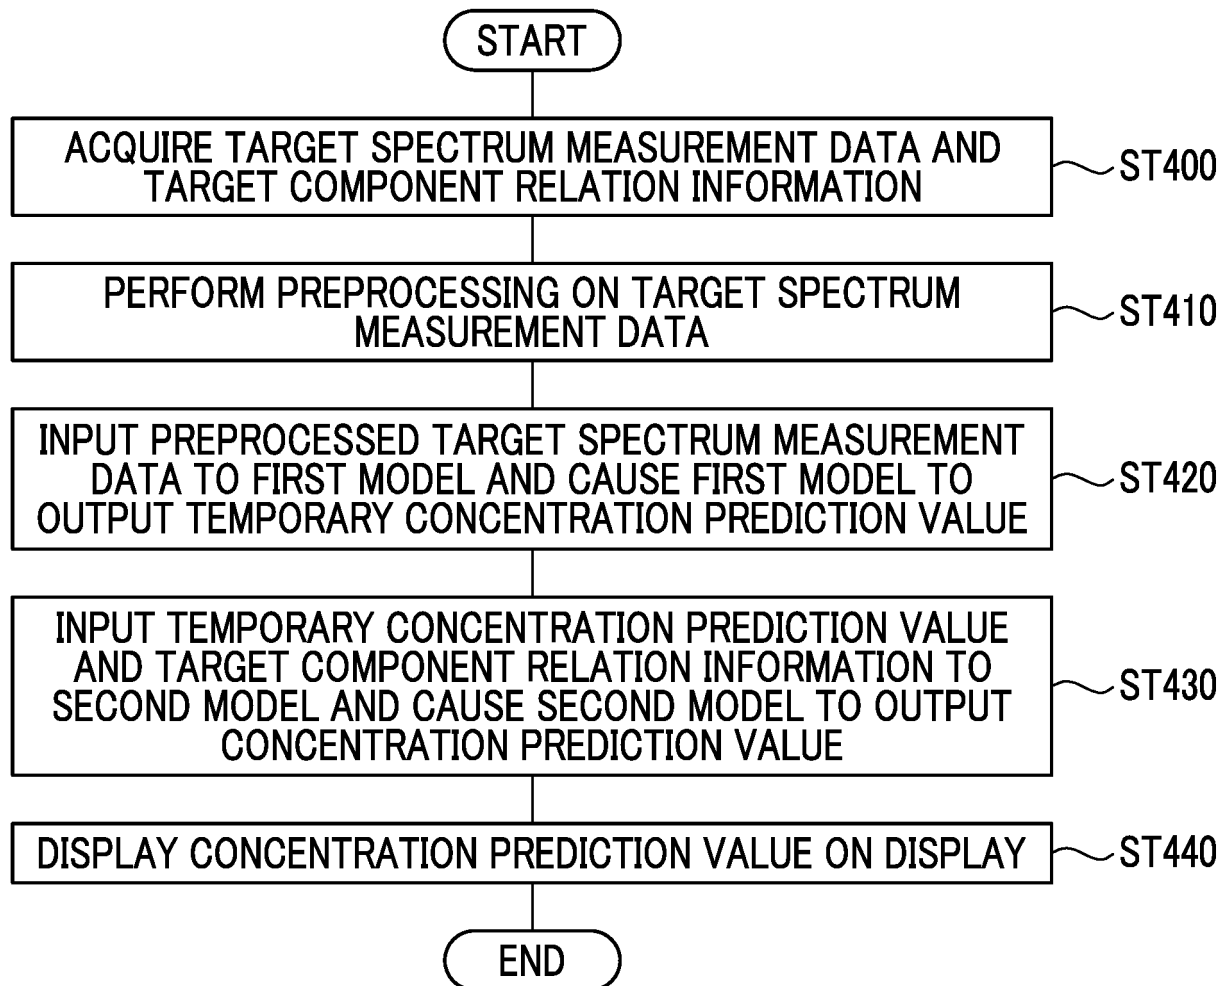 START
ACQUIRE TARGET SPECTRUM MEASUREMENT DATA AND
TARGET COMPONENT RELATION INFORMATION
ST400
PERFORM PREPROCESSING ON TARGET SPECTRUM
MEASUREMENT DATA
ST410
INPUT PREPROCESSED TARGET SPECTRUM MEASUREMENT
DATA TO FIRST MODEL AND CAUSE FIRST MODEL TO
OUTPUT TEMPORARY CONCENTRATION PREDICTION VALUE
ST420
INPUT TEMPORARY CONCENTRATION PREDICTION VALUE
AND TARGET COMPONENT RELATION INFORMATION TO
SECOND MODEL AND CAUSE SECOND MODEL TO OUTPUT
CONCENTRATION PREDICTION VALUE
ST430
DISPLAY CONCENTRATION PREDICTION VALUE ON DISPLAY
ST440
END